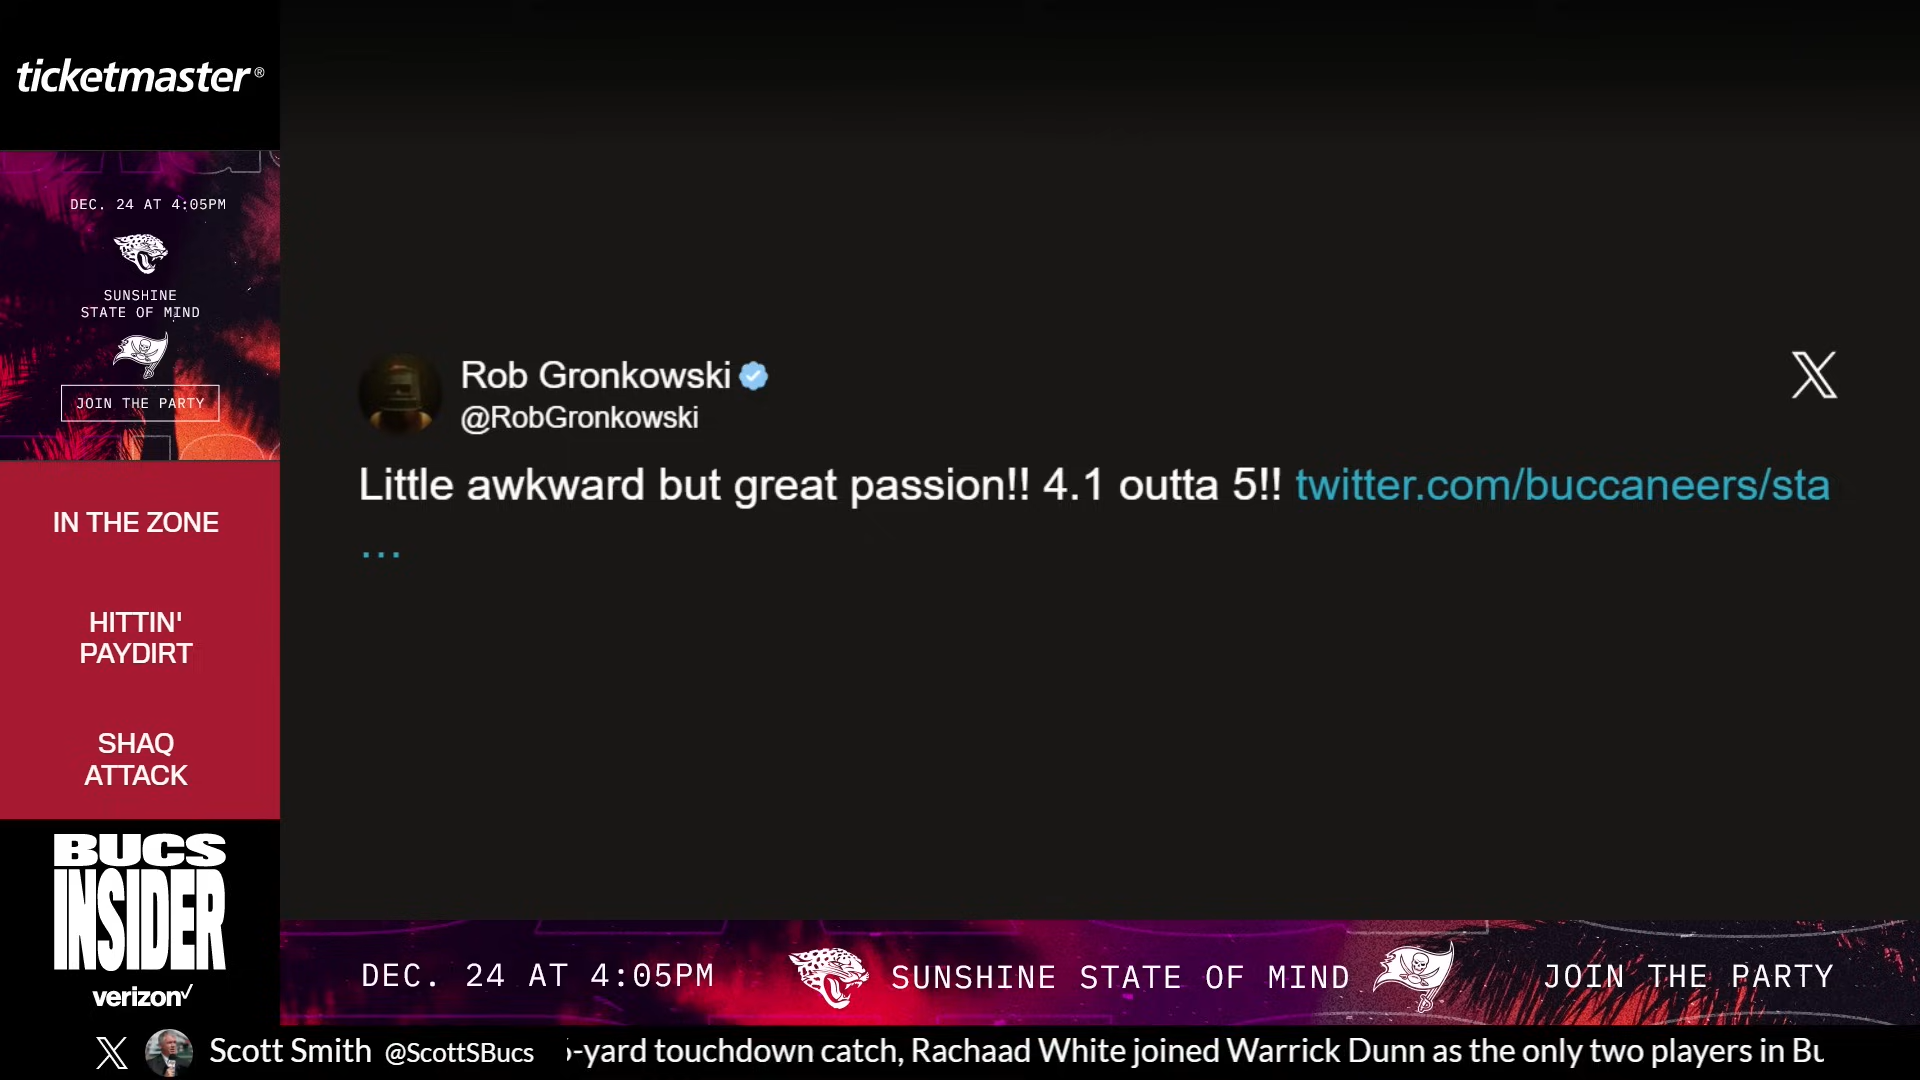 ticketmaster®
DEC. 24 AT 4:05PM
SUNSHINE
STATE OF MIND
JOIN THE PARTY
IN THE ZONE
HITTIN'
PAYDIRT
SHAQ
ATTACK
BUCS
INSIDER
verizon✓
Rob Gronkowski
@RobGronkowski
Little awkward but great passion!! 4.1 outta 5!! twitter.com/buccaneers/sta
...
DEC. 24 AT 4:05PM SUNSHINE STATE OF MIND JOIN THE PARTY
Scott Smith @ScottSBucs -yard touchdown catch, Rachaad White joined Warrick Dunn as the only two players in